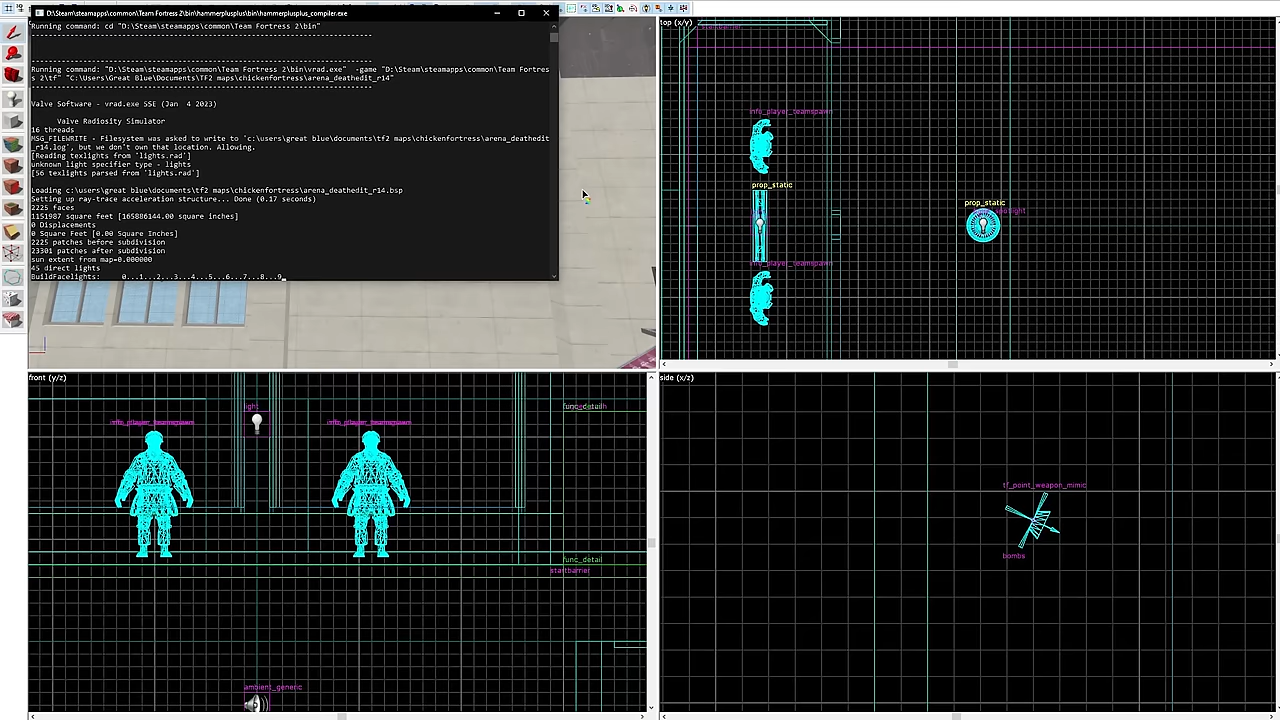 D:\Steam\steamapps\common\Team Fortress 2\bin\hammerplusplus\bin\hammerplusplus_compiler.exe
Running command: cd "D:\Steam\steamapps\common\Team Fortress 2\bin"
Running command: "D:\Steam\steamapps\common\Team Fortress 2\bin\vrad.exe" -game "D:\Steam\steamapps\common\Team Fortres
s 2\tf" "C:\Users\Great Blue\Documents\TF2 maps\chickenfortress\arena_deathedit_r14"
Valve Software - vrad.exe SSE (Jan 4 2023)
Valve Radiosity Simulator
16 threads
MSG_FILEWRITE - Filesystem was asked to write to 'c:\users\great blue\documents\tf2 maps\chickenfortress\arena_deathedit
_r14.log', but we don't own that location. Allowing.
[Reading texlights from 'lights.rad']
unknown light specifier type - lights
[56 texlights parsed from 'lights.rad']
Loading c:\users\great blue\documents\tf2 maps\chickenfortress\arena_deathedit_r14.bsp
Setting up ray-trace acceleration structure... Done (0.17 seconds)
2225 faces
1151987 square feet [165886144.00 square inches]
0 Displacements
0 Square Feet [0.00 Square Inches]
2225 patches before subdivision
23301 patches after subdivision
sun extent from map=0.000000
45 direct lights
BuildFacelights: 0...1...2...3...4...5...6...7...8...9_
top (x/y)
info_player_teamspawn
prop_static
prop_static
spotlight
info_player_teamspawn
front (y/z)
light
func_detail
info_player_teamspawn
info_player_teamspawn
func_detail
startbarrier
ambient_generic
side (x/z)
tf_point_weapon_mimic
bombs